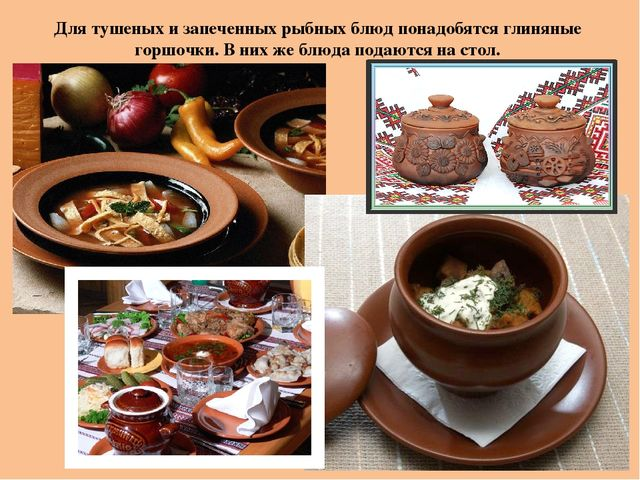 Для тушеных и запеченных рыбных блюд понадобятся глиняные
горшочки. В них же блюда подаются на стол.